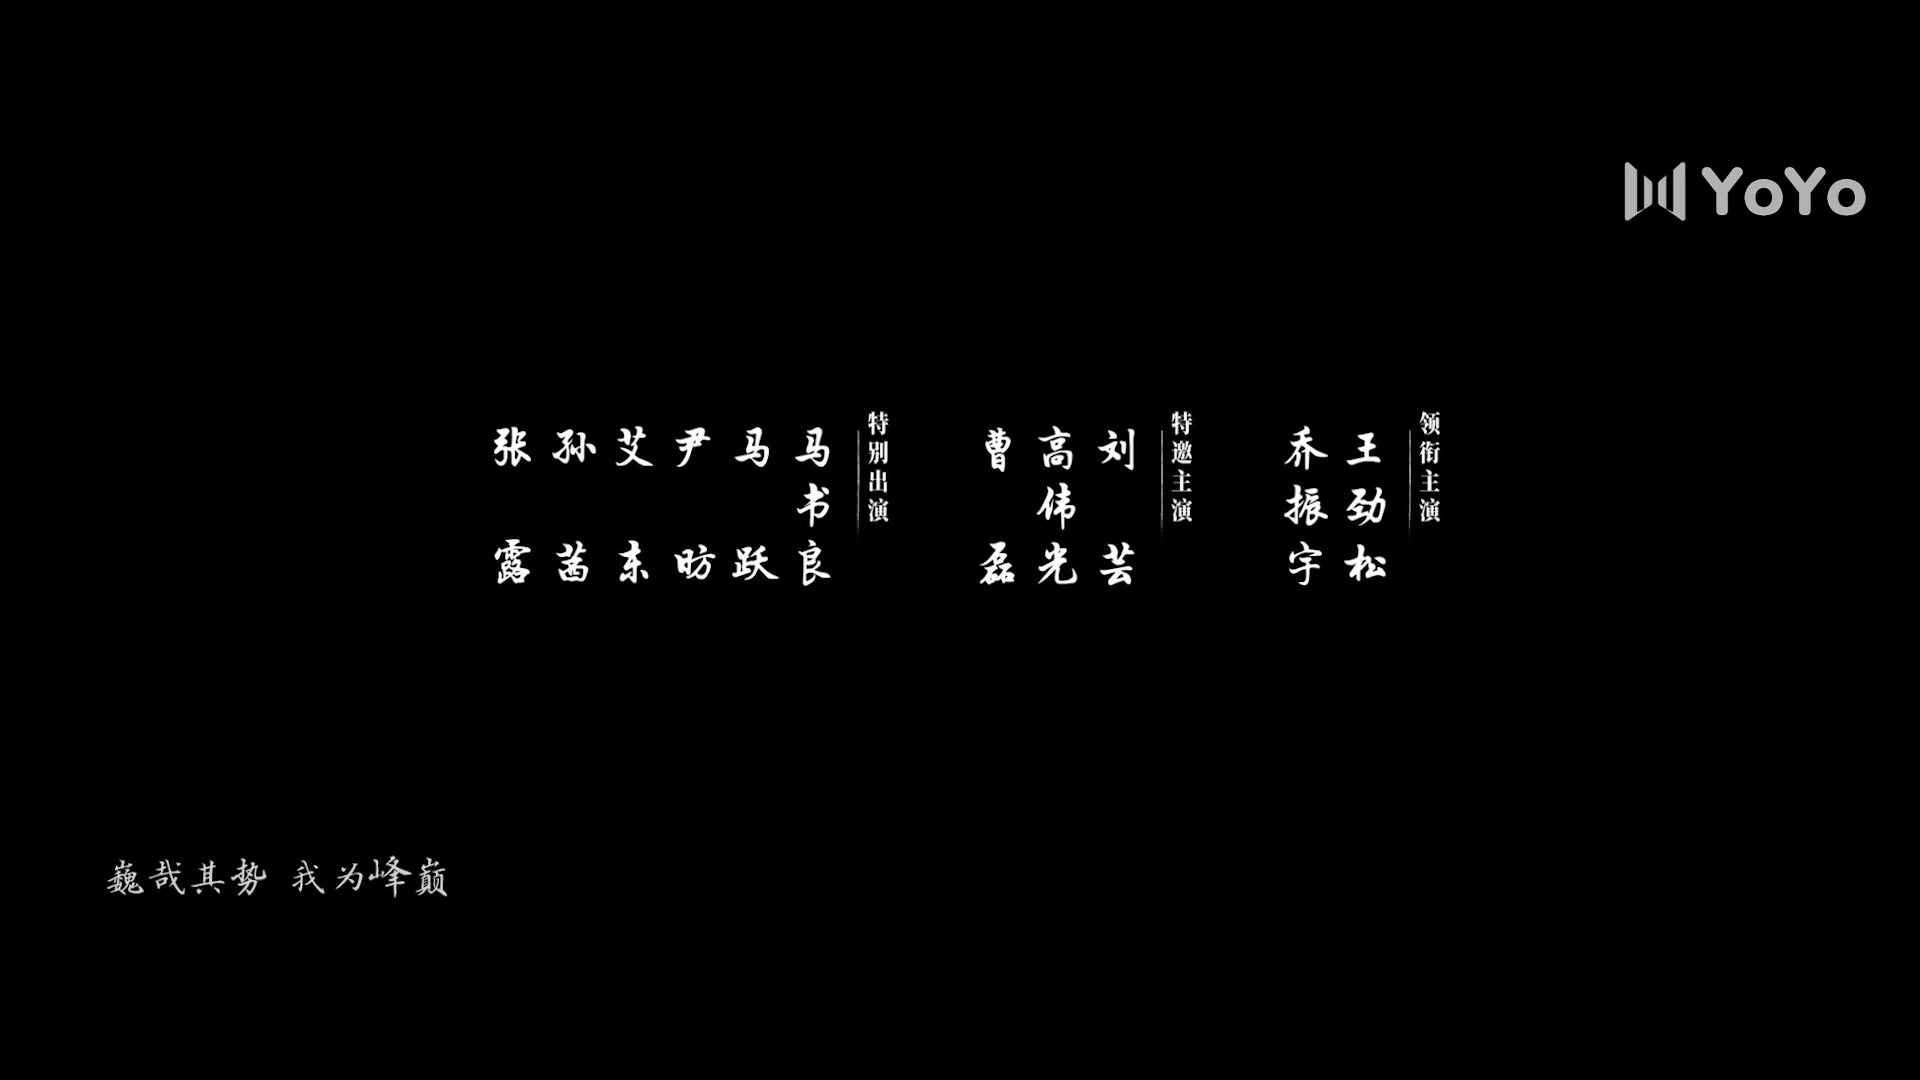 YoYo
领衔主演
王劲松
乔振宇
特邀主演
刘芸
高伟光
曹磊
特别出演
马书良
马跃
尹昉
艾东
孙茜
张露
巍哉其势 我为峰巅